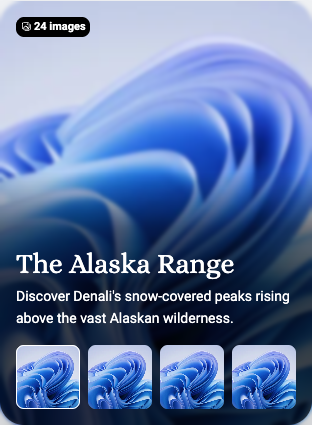 24 images
The Alaska Range
Discover Denali's snow-covered peaks rising
above the vast Alaskan wilderness.